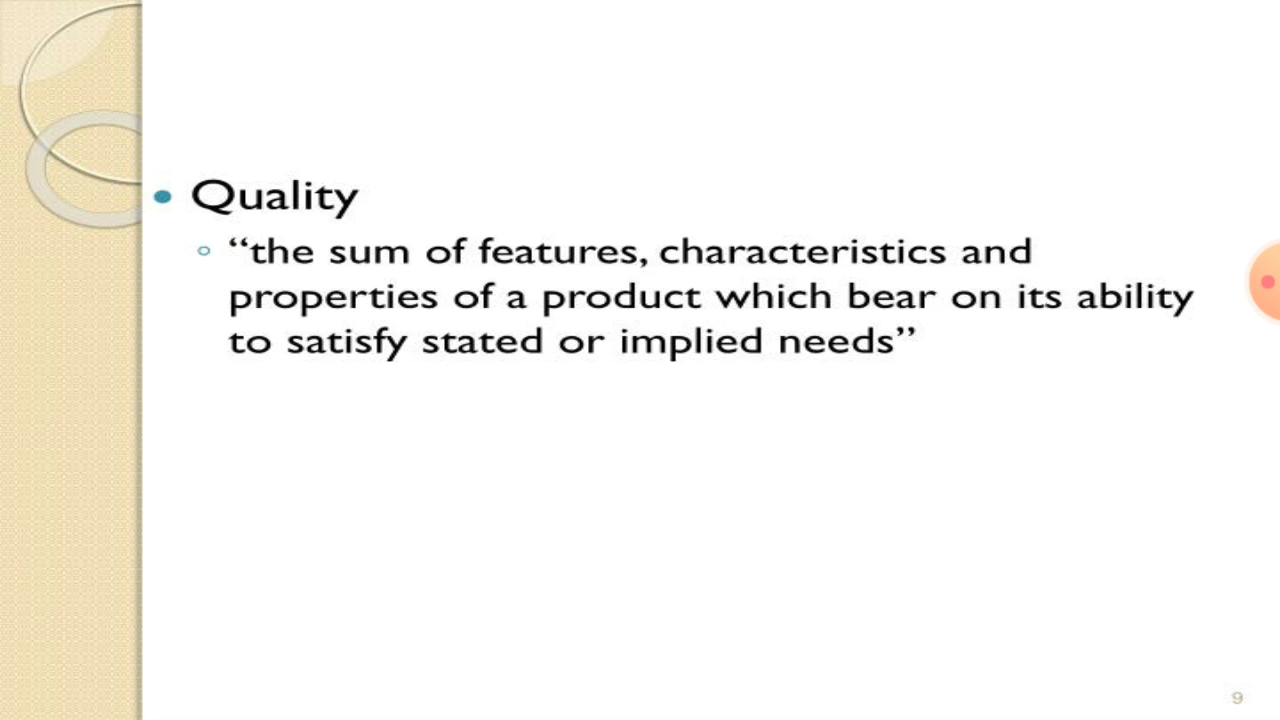 • Quality
◦ “the sum of features, characteristics and
properties of a product which bear on its ability
to satisfy stated or implied needs”
9